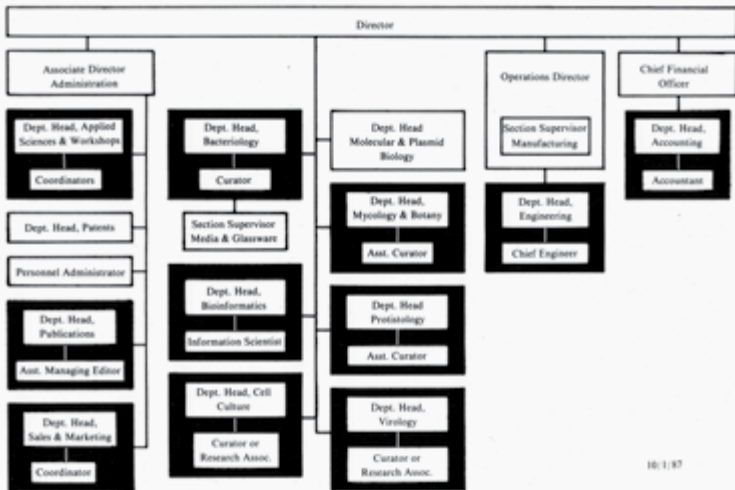 Director
Associate Director
Administration
Operations Director
Chief Financial
Officer
Dept. Head, Applied
Sciences & Workshops
Coordinators
Dept. Head, Patents
Personnel Administrator
Dept. Head,
Publications
Asst. Managing Editor
Dept. Head,
Sales & Marketing
Coordinator
Dept. Head,
Bacteriology
Curator
Section Supervisor
Media & Glassware
Dept. Head,
Bioinformatics
Information Scientist
Dept. Head, Cell
Culture
Curator or
Research Assoc.
Dept. Head
Molecular & Plasmid
Biology
Dept. Head,
Mycology & Botany
Asst. Curator
Dept. Head
Protistology
Asst. Curator
Dept. Head,
Virology
Curator or
Research Assoc.
Section Supervisor
Manufacturing
Dept. Head,
Engineering
Chief Engineer
Dept. Head,
Accounting
Accountant
10/1/87